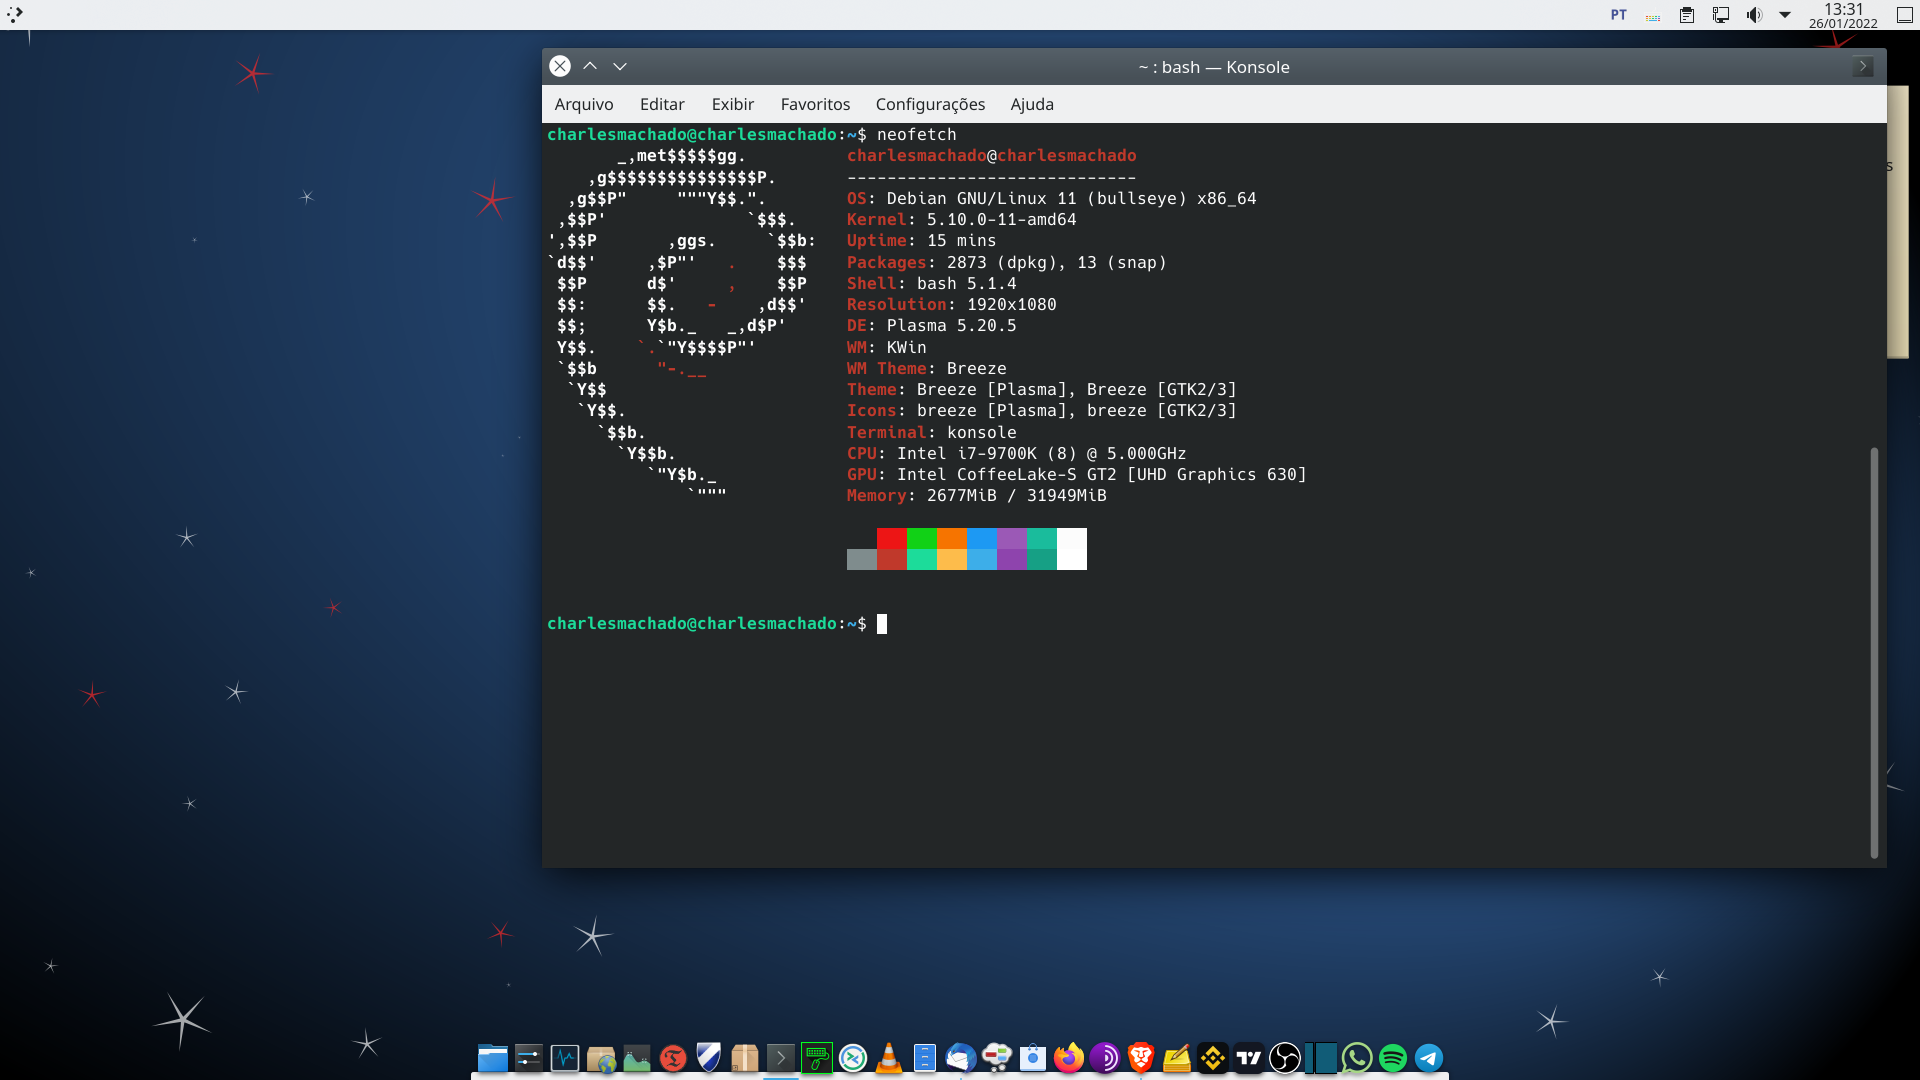 PT
13:31
26/01/2022
~ : bash — Konsole
Arquivo Editar Exibir Favoritos Configurações Ajuda
charlesmachado@charlesmachado:~$ neofetch
       _,met$$$$$gg.          charlesmachado@charlesmachado
    ,g$$$$$$$$$$$$$$$P.       -----------------------------
  ,g$$P"     """Y$$.".        OS: Debian GNU/Linux 11 (bullseye) x86_64
 ,$$P'              `$$$.     Kernel: 5.10.0-11-amd64
',$$P       ,ggs.     `$$b:   Uptime: 15 mins
`d$$'     ,$P"'   .    $$$    Packages: 2873 (dpkg), 13 (snap)
 $$P      d$'     ,    $$P    Shell: bash 5.1.4
 $$:      $$.   -    ,d$$'    Resolution: 1920x1080
 $$;      Y$b._   _,d$P'      DE: Plasma 5.20.5
 Y$$.    `.`"Y$$$$P"'         WM: KWin
 `$$b      "-.__              WM Theme: Breeze
  `Y$$                        Theme: Breeze [Plasma], Breeze [GTK2/3]
   `Y$$.                      Icons: breeze [Plasma], breeze [GTK2/3]
     `$$b.                    Terminal: konsole
       `Y$$b.                 CPU: Intel i7-9700K (8) @ 5.000GHz
          `"Y$b._             GPU: Intel CoffeeLake-S GT2 [UHD Graphics 630]
              `"""            Memory: 2677MiB / 31949MiB
charlesmachado@charlesmachado:~$